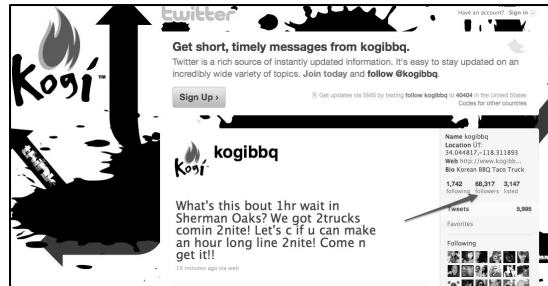 twitter
Have an account? Sign in
Get short, timely messages from kogibbq.
Twitter is a rich source of instantly updated information. It's easy to stay updated on an
incredibly wide variety of topics. Join today and follow @kogibbq.
Sign Up ›
Get updates via SMS by texting follow kogibbq to 40404 in the United States
Codes for other countries
Kogi™
think
Kogi
kogibbq
What's this bout 1hr wait in
Sherman Oaks? We got 2trucks
comin 2nite! Let's c if u can make
an hour long line 2nite! Come n
get it!!
19 minutes ago via web
Name kogibbq
Location ÜT:
34.044817,-118.311893
Web http://www.kogibb...
Bio Korean BBQ Taco Truck
1,742 68,317 3,147
following followers listed
Tweets 5,995
Favorites
Following